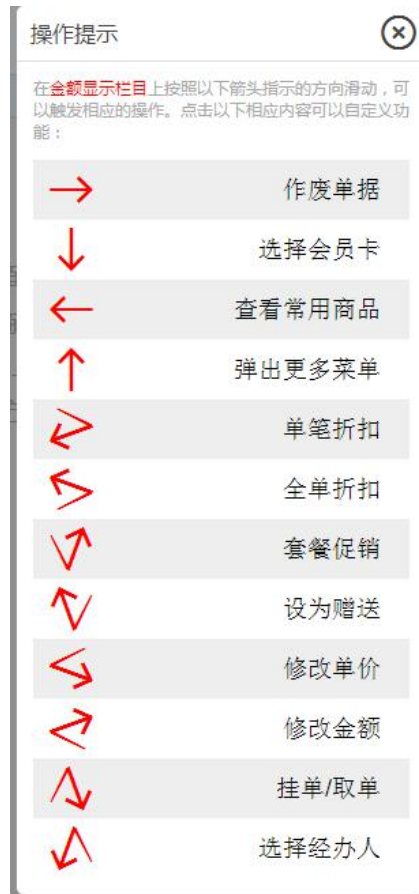 操作提示
在金额显示栏目上按照以下箭头指示的方向滑动，可
以触发相应的操作。点击以下相应内容可以自定义功
能：
作废单据
选择会员卡
查看常用商品
弹出更多菜单
单笔折扣
全单折扣
套餐促销
设为赠送
修改单价
修改金额
挂单/取单
选择经办人